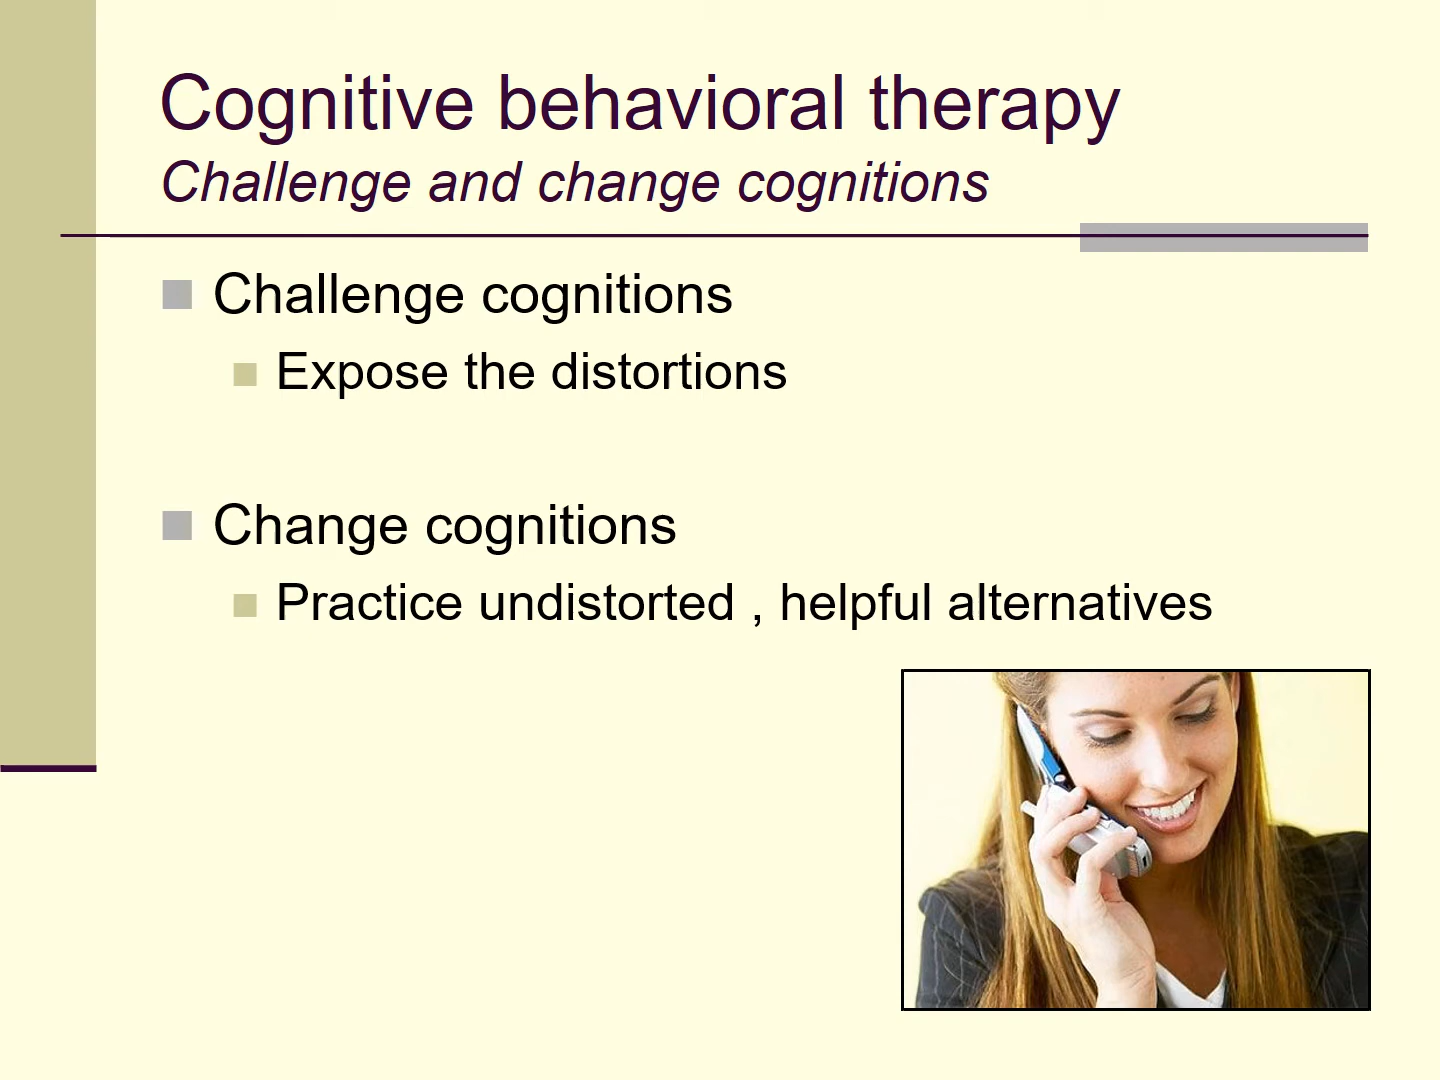 Cognitive behavioral therapy
Challenge and change cognitions
Challenge cognitions
Expose the distortions
Change cognitions
Practice undistorted , helpful alternatives